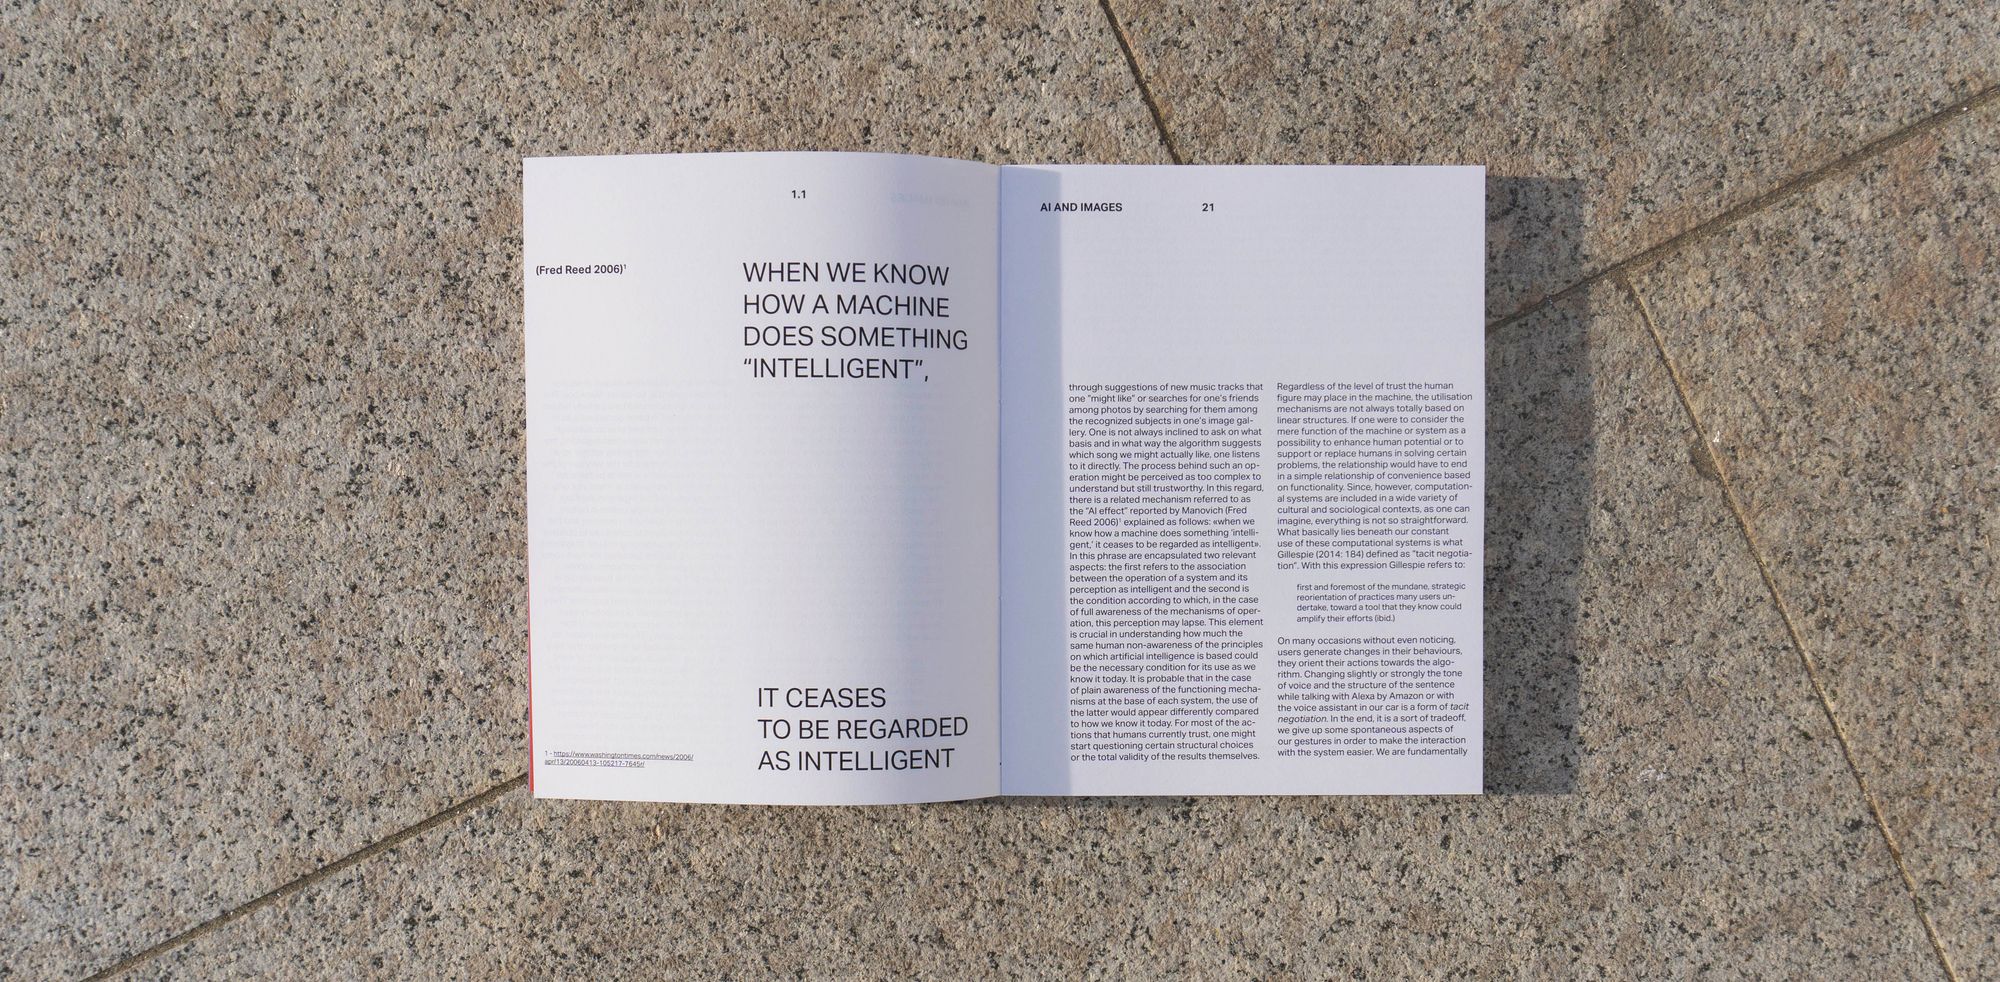 1.1
(Fred Reed 2006)¹
WHEN WE KNOW
HOW A MACHINE
DOES SOMETHING
“INTELLIGENT”,
IT CEASES
TO BE REGARDED
AS INTELLIGENT
1 - https://www.washingtontimes.com/news/2006/
apr/13/20060413-105217-7645r/
AI AND IMAGES 21
through suggestions of new music tracks that
one “might like” or searches for one’s friends
among photos by searching for them among
the recognized subjects in one’s image gal-
lery. One is not always inclined to ask on what
basis and in what way the algorithm suggests
which song we might actually like, one listens
to it directly. The process behind such an op-
eration might be perceived as too complex to
understand but still trustworthy. In this regard,
there is a related mechanism referred to as
the “AI effect” reported by Manovich (Fred
Reed 2006)¹ explained as follows: «when we
know how a machine does something ‘intelli-
gent,’ it ceases to be regarded as intelligent».
In this phrase are encapsulated two relevant
aspects: the first refers to the association
between the operation of a system and its
perception as intelligent and the second is
the condition according to which, in the case
of full awareness of the mechanisms of oper-
ation, this perception may lapse. This element
is crucial in understanding how much the
same human non-awareness of the principles
on which artificial intelligence is based could
be the necessary condition for its use as we
know it today. It is probable that in the case
of plain awareness of the functioning mecha-
nisms at the base of each system, the use of
the latter would appear differently compared
to how we know it today. For most of the ac-
tions that humans currently trust, one might
start questioning certain structural choices
or the total validity of the results themselves.
Regardless of the level of trust the human
figure may place in the machine, the utilisation
mechanisms are not always totally based on
linear structures. If one were to consider the
mere function of the machine or system as a
possibility to enhance human potential or to
support or replace humans in solving certain
problems, the relationship would have to end
in a simple relationship of convenience based
on functionality. Since, however, computation-
al systems are included in a wide variety of
cultural and sociological contexts, as one can
imagine, everything is not so straightforward.
What basically lies beneath our constant
use of these computational systems is what
Gillespie (2014: 184) defined as “tacit negotia-
tion”. With this expression Gillespie refers to:
first and foremost of the mundane, strategic
reorientation of practices many users un-
dertake, toward a tool that they know could
amplify their efforts (ibid.)
On many occasions without even noticing,
users generate changes in their behaviours,
they orient their actions towards the algo-
rithm. Changing slightly or strongly the tone
of voice and the structure of the sentence
while talking with Alexa by Amazon or with
the voice assistant in our car is a form of tacit
negotiation. In the end, it is a sort of tradeoff,
we give up some spontaneous aspects of
our gestures in order to make the interaction
with the system easier. We are fundamentally